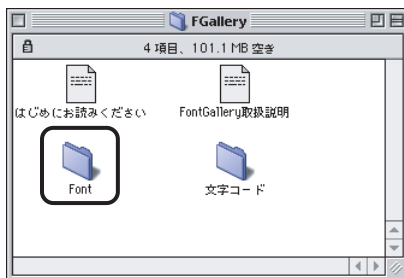 FGallery
4 項目、101.1 MB 空き
はじめにお読みください
FontGallery取扱説明
Font
文字コード